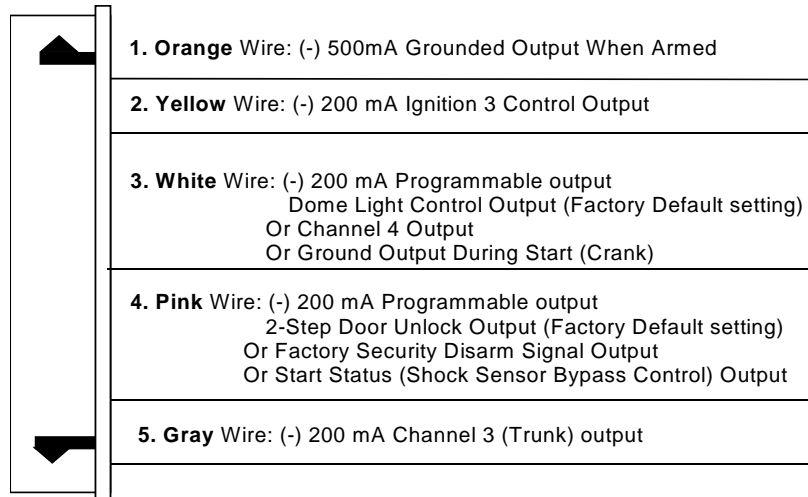 1. Orange Wire: (-) 500mA Grounded Output When Armed
2. Yellow Wire: (-) 200 mA Ignition 3 Control Output
3. White Wire: (-) 200 mA Programmable output
Dome Light Control Output (Factory Default setting)
Or Channel 4 Output
Or Ground Output During Start (Crank)
4. Pink Wire: (-) 200 mA Programmable output
2-Step Door Unlock Output (Factory Default setting)
Or Factory Security Disarm Signal Output
Or Start Status (Shock Sensor Bypass Control) Output
5. Gray Wire: (-) 200 mA Channel 3 (Trunk) output